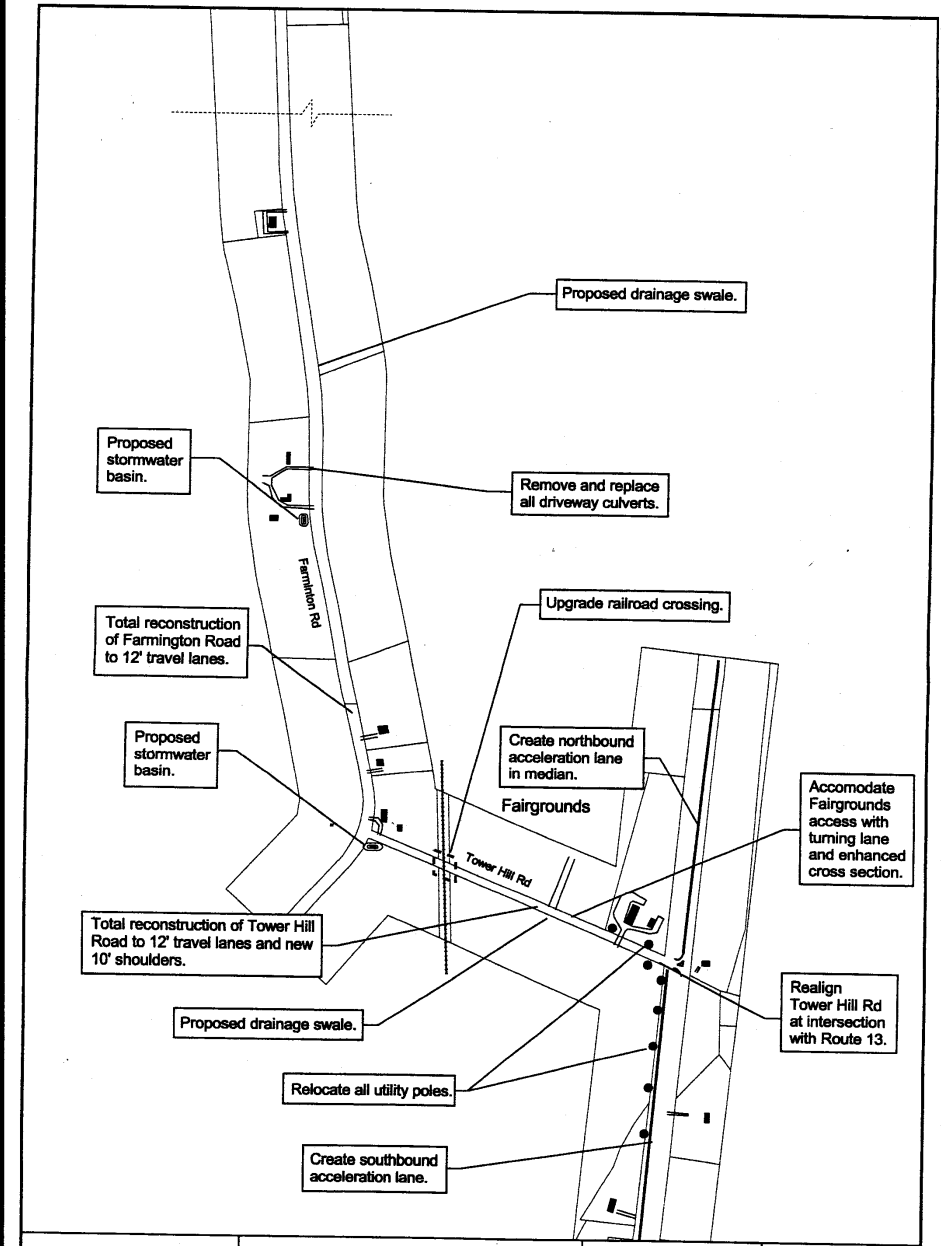 Proposed drainage swale.
Proposed
stormwater
basin.
Remove and replace
all driveway culverts.
Farminton Rd
Upgrade railroad crossing.
Total reconstruction
of Farmington Road
to 12' travel lanes.
Proposed
stormwater
basin.
Create northbound
acceleration lane
in median.
Fairgrounds
Accomodate
Fairgrounds
access with
turning lane
and enhanced
cross section.
Tower Hill Rd
Total reconstruction of Tower Hill
Road to 12' travel lanes and new
10' shoulders.
Realign
Tower Hill Rd
at intersection
with Route 13.
Proposed drainage swale.
Relocate all utility poles.
Create southbound
acceleration lane.